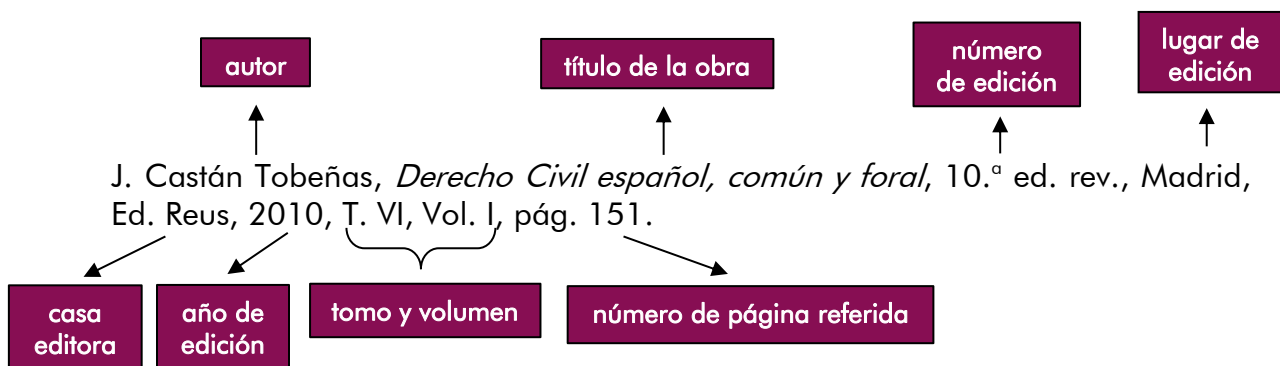 autor
título de la obra
número
de edición
lugar de
edición
J. Castán Tobeñas, Derecho Civil español, común y foral, 10.ª ed. rev., Madrid,
Ed. Reus, 2010, T. VI, Vol. I, pág. 151.
casa
editora
año de
edición
tomo y volumen
número de página referida